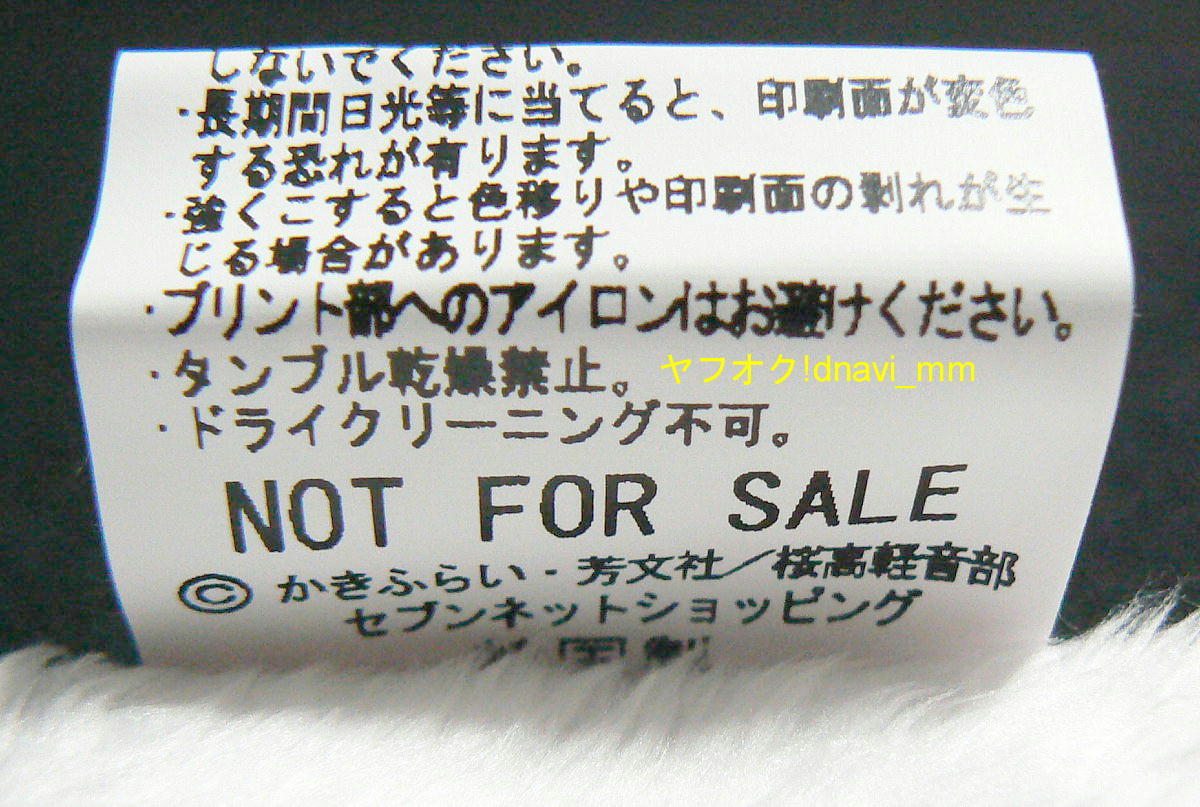 しないでください。
・長期間日光等に当てると、印刷面が変色
する恐れが有ります。
・強くこすると色移りや印刷面の剥れが生
じる場合があります。
・プリント部へのアイロンはお避けください。
・タンブル乾燥禁止。
ヤフオク!dnavi_mm
・ドライクリーニング不可。
NOT FOR SALE
© かきふらい・芳文社／桜高軽音部
セブンネットショッピング